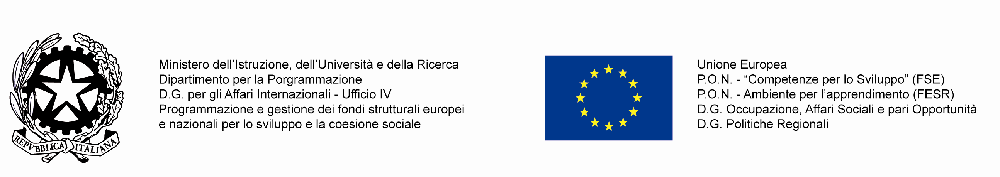 REPVBBLICA ITALIANA
Ministero dell’Istruzione, dell’Università e della Ricerca
Dipartimento per la Porgrammazione
D.G. per gli Affari Internazionali - Ufficio IV
Programmazione e gestione dei fondi strutturali europei
e nazionali per lo sviluppo e la coesione sociale
Unione Europea
P.O.N. - “Competenze per lo Sviluppo” (FSE)
P.O.N. - Ambiente per l’apprendimento (FESR)
D.G. Occupazione, Affari Sociali e pari Opportunità
D.G. Politiche Regionali